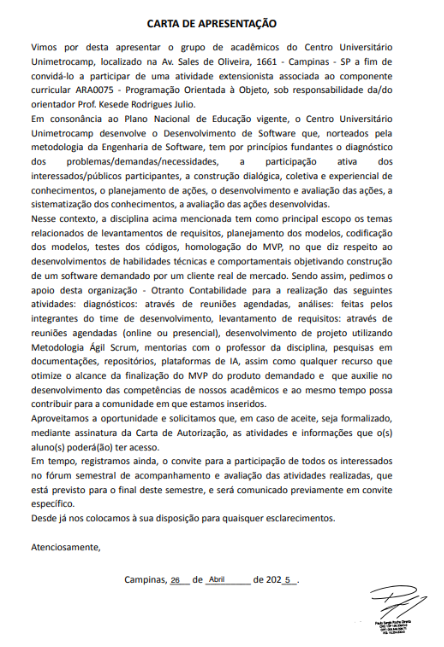 CARTA DE APRESENTAÇÃO
Vimos por desta apresentar o grupo de acadêmicos do Centro Universitário
Unimetrocamp, localizado na Av. Sales de Oliveira, 1661 - Campinas - SP a fim de
convidá-lo a participar de uma atividade extensionista associada ao componente
curricular ARA0075 - Programação Orientada à Objeto, sob responsabilidade da/do
orientador Prof. Kesede Rodrigues Julio.
Em consonância ao Plano Nacional de Educação vigente, o Centro Universitário
Unimetrocamp desenvolve o Desenvolvimento de Software que, norteados pela
metodologia da Engenharia de Software, tem por princípios fundantes o diagnóstico
dos problemas/demandas/necessidades, a participação ativa dos
interessados/públicos participantes, a construção dialógica, coletiva e experiencial de
conhecimentos, o planejamento de ações, o desenvolvimento e avaliação das ações, a
sistematização dos conhecimentos, a avaliação das ações desenvolvidas.
Nesse contexto, a disciplina acima mencionada tem como principal escopo os temas
relacionados de levantamentos de requisitos, planejamento dos modelos, codificação
dos modelos, testes dos códigos, homologação do MVP, no que diz respeito ao
desenvolvimentos de habilidades técnicas e comportamentais objetivando construção
de um software demandado por um cliente real de mercado. Sendo assim, pedimos o
apoio desta organização - Otranto Contabilidade para a realização das seguintes
atividades: diagnósticos: através de reuniões agendadas, análises: feitas pelos
integrantes do time de desenvolvimento, levantamento de requisitos: através de
reuniões agendadas (online ou presencial), desenvolvimento de projeto utilizando
Metodologia Ágil Scrum, mentorias com o professor da disciplina, pesquisas em
documentações, repositórios, plataformas de IA, assim como qualquer recurso que
otimize o alcance da finalização do MVP do produto demandado e que auxilie no
desenvolvimento das competências de nossos acadêmicos e ao mesmo tempo possa
contribuir para a comunidade em que estamos inseridos.
Aproveitamos a oportunidade e solicitamos que, em caso de aceite, seja formalizado,
mediante assinatura da Carta de Autorização, as atividades e informações que o(s)
aluno(s) poderá(ão) ter acesso.
Em tempo, registramos ainda, o convite para a participação de todos os interessados
no fórum semestral de acompanhamento e avaliação das atividades realizadas, que
está previsto para o final deste semestre, e será comunicado previamente em convite
específico.
Desde já nos colocamos à sua disposição para quaisquer esclarecimentos.
Atenciosamente,
Campinas, 26 de Abril de 2025.